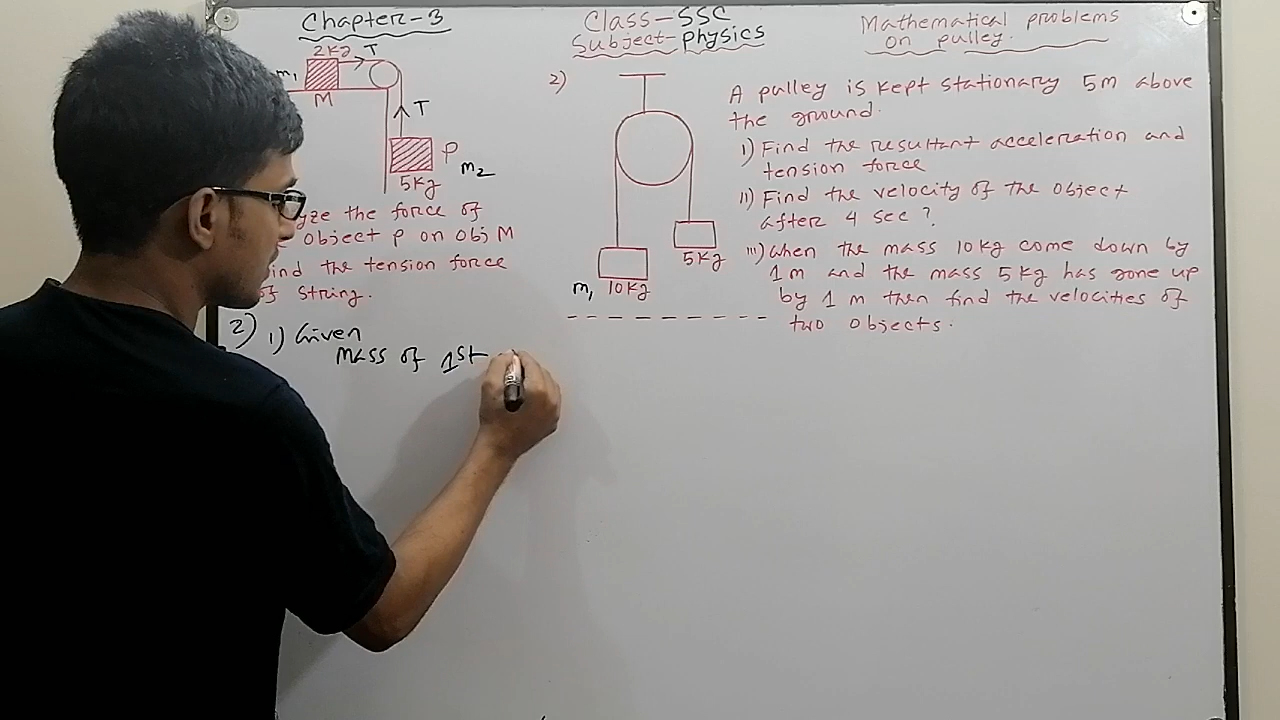 Chapter-3
Class-SSC
Subject-physics
Mathematical problems
on pulley.
2kg T
m1
M
T
P
m2
5kg
the force of
object p on obj M
the tension force
of string.
2)
A pulley is kept stationary 5m above
the ground.
i) Find the resultant acceleration and
tension force
ii) Find the velocity of the object
after 4 sec?
iii) when the mass 10kg come down by
1m and the mass 5kg has gone up
by 1 m then find the velocities of
two objects.
5kg
m, 10kg
2) i) Given
mass of 1st